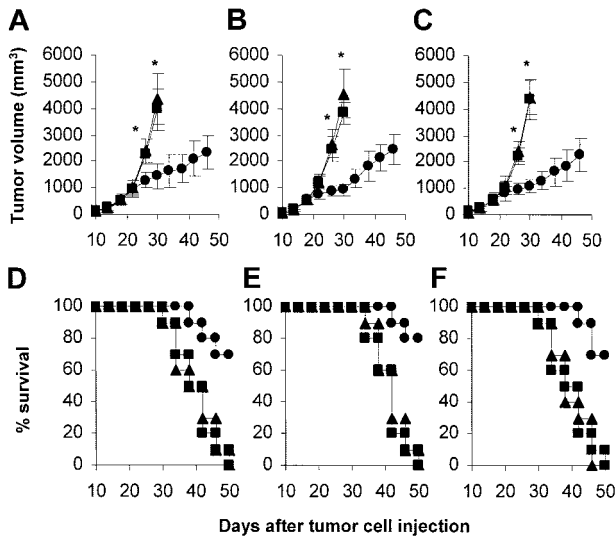 A B C
Tumor volume (mm³)
6000 6000 6000
5000 5000 5000
4000 4000 4000
3000 3000 3000
2000 2000 2000
1000 1000 1000
0 0 0
* * * * * *
10 20 30 40 50 10 20 30 40 50 10 20 30 40 50
D E F
% survival
100 100 100
80 80 80
60 60 60
40 40 40
20 20 20
0 0 0
10 20 30 40 50 10 20 30 40 50 10 20 30 40 50
Days after tumor cell injection